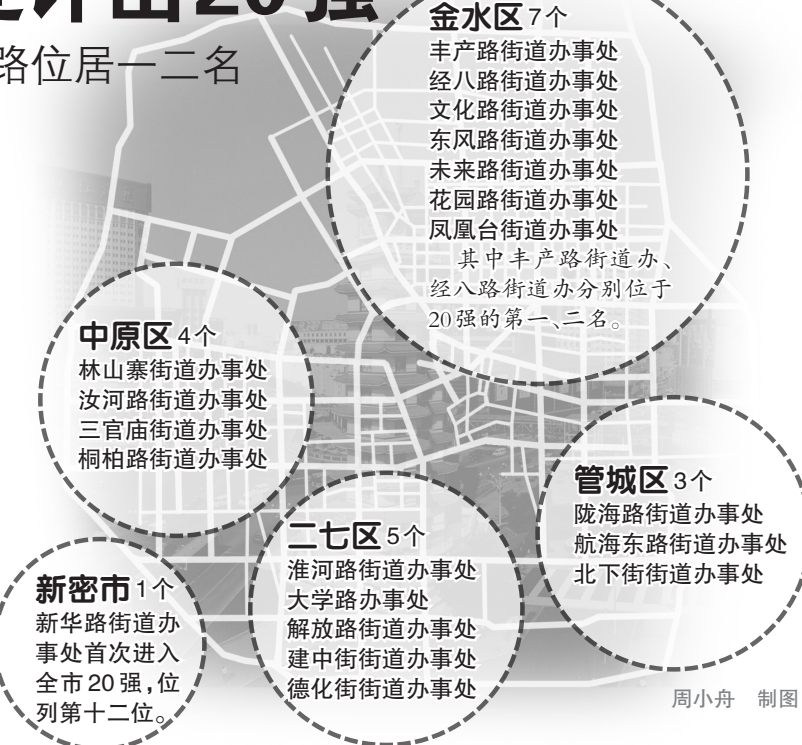 20强
路位居一二名
金水区7个
丰产路街道办事处
经八路街道办事处
文化路街道办事处
东风路街道办事处
未来路街道办事处
花园路街道办事处
凤凰台街道办事处
其中丰产路街道办、
经八路街道办分别位于
20强的第一、二名。
中原区4个
林山寨街道办事处
汝河路街道办事处
三官庙街道办事处
桐柏路街道办事处
管城区3个
陇海路街道办事处
航海东路街道办事处
北下街街道办事处
二七区5个
淮河路街道办事处
大学路办事处
解放路街道办事处
建中街街道办事处
德化街街道办事处
新密市1个
新华路街道办
事处首次进入
全市20强,位
列第十二位。
周小舟 制图